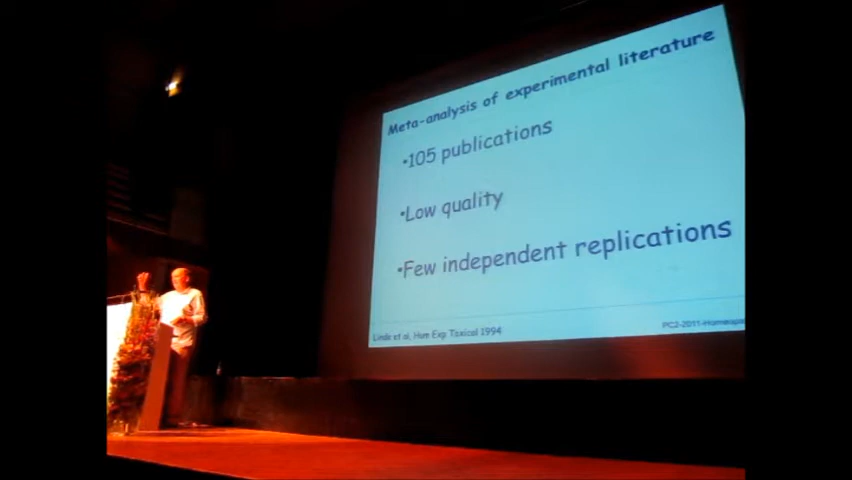 Meta-analysis of experimental literature
•105 publications
•Low quality
•Few independent replications
Linde et al, Hum Exp Toxicol 1994
PC2-2011-Homeopa